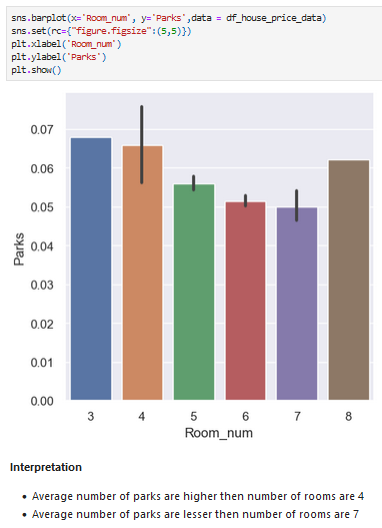 sns.barplot(x='Room_num', y='Parks',data = df_house_price_data)
sns.set(rc={"figure.figsize":(5,5)})
plt.xlabel('Room_num')
plt.ylabel('Parks')
plt.show()
0.07
0.06
0.05
0.04
0.03
0.02
0.01
0.00
Parks
3 4 5 6 7 8
Room_num
Interpretation
• Average number of parks are higher then number of rooms are 4
• Average number of parks are lesser then number of rooms are 7